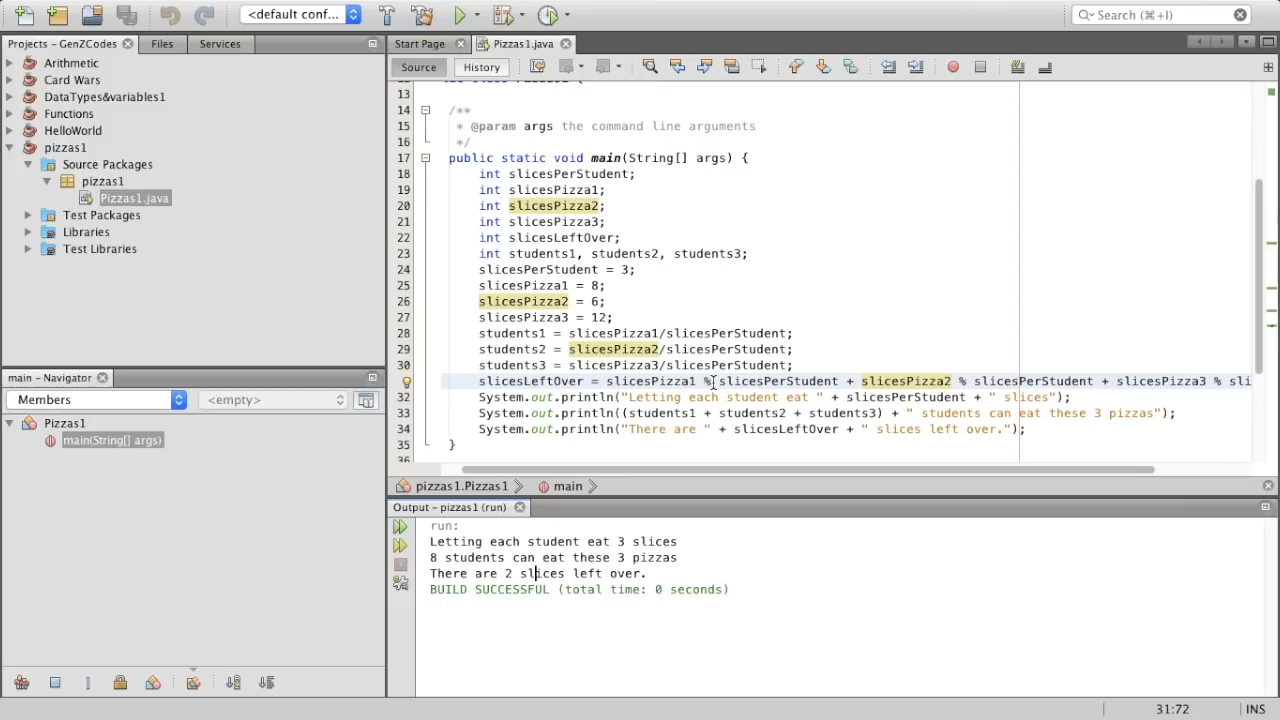 <default conf...
Search (⌘+I)
Projects – GenZCodes
Files
Services
Arithmetic
Card Wars
DataTypes&variables1
Functions
HelloWorld
pizzas1
Source Packages
pizzas1
Pizzas1.java
Test Packages
Libraries
Test Libraries
main – Navigator
Members
<empty>
Pizzas1
main(String[] args)
Start Page
Pizzas1.java
Source
History
13
14 /**
15 * @param args the command line arguments
16 */
17 public static void main(String[] args) {
18 int slicesPerStudent;
19 int slicesPizza1;
20 int slicesPizza2;
21 int slicesPizza3;
22 int slicesLeftOver;
23 int students1, students2, students3;
24 slicesPerStudent = 3;
25 slicesPizza1 = 8;
26 slicesPizza2 = 6;
27 slicesPizza3 = 12;
28 students1 = slicesPizza1/slicesPerStudent;
29 students2 = slicesPizza2/slicesPerStudent;
30 students3 = slicesPizza3/slicesPerStudent;
slicesLeftOver = slicesPizza1 % slicesPerStudent + slicesPizza2 % slicesPerStudent + slicesPizza3 % sli
32 System.out.println("Letting each student eat " + slicesPerStudent + " slices");
33 System.out.println((students1 + students2 + students3) + " students can eat these 3 pizzas");
34 System.out.println("There are " + slicesLeftOver + " slices left over.");
35 }
36
pizzas1.Pizzas1
main
Output – pizzas1 (run)
run:
Letting each student eat 3 slices
8 students can eat these 3 pizzas
There are 2 slices left over.
BUILD SUCCESSFUL (total time: 0 seconds)
31:72
INS